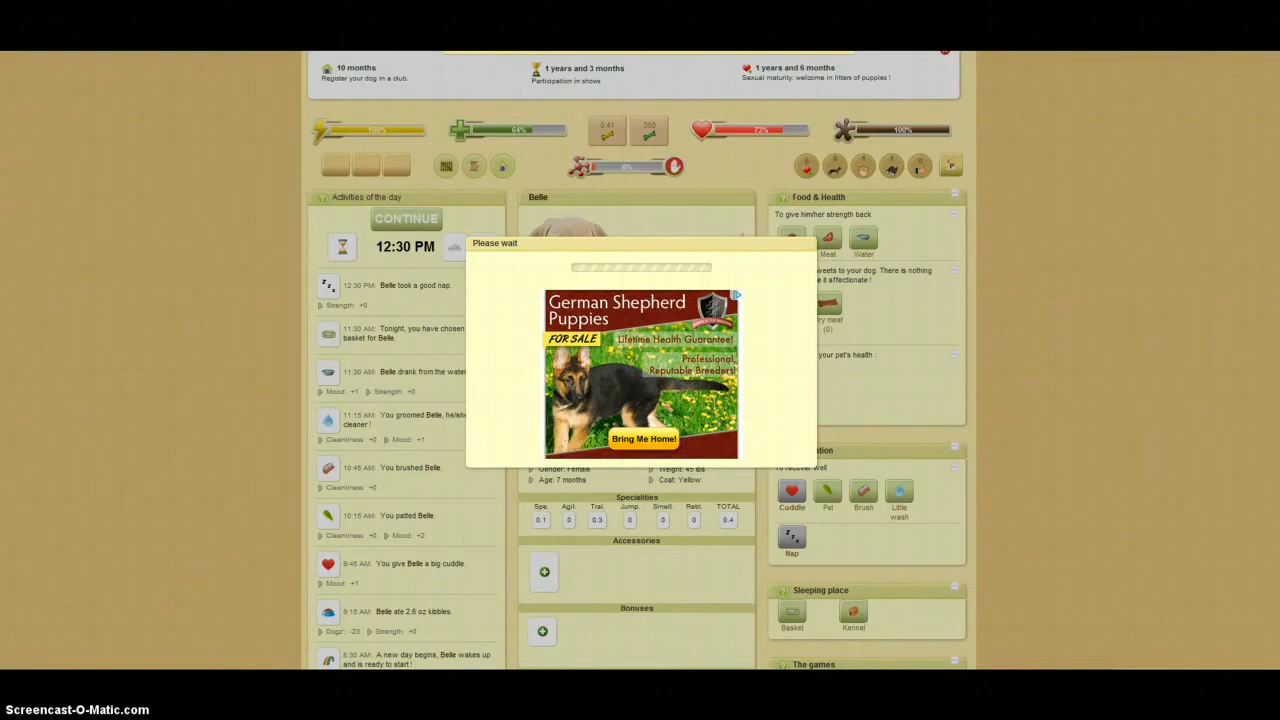 10 months
Register your dog in a club.
1 years and 3 months
Participation in shows
1 years and 6 months
Sexual maturity: welcome in litters of puppies !
100%
64%
0.41
350
73%
100%
Activities of the day
CONTINUE
12:30 PM
12:30 PM: Belle took a good nap.
Strength: +0
11:30 AM: Tonight, you have chosen
basket for Belle.
11:30 AM: Belle drank from the water
Mood: +1 Strength: +0
11:15 AM: You groomed Belle, he/she
cleaner !
Cleanliness: +0 Mood: +1
10:45 AM: You brushed Belle.
Cleanliness: +0
10:15 AM: You patted Belle.
Cleanliness: +0 Mood: +2
9:45 AM: You give Belle a big cuddle.
Mood: +1
9:15 AM: Belle ate 2.6 oz kibbles.
Dogz': -23 Strength: +0
8:30 AM: A new day begins, Belle wakes up
and is ready to start !
Belle
Please wait
German Shepherd
Puppies
FOR SALE
Lifetime Health Guarantee!
Professional,
Reputable Breeders!
Bring Me Home!
Gender: Female Weight: 45 lbs
Age: 7 months Coat: Yellow
Specialities
Spe. Agil. Trai. Jump. Smell. Retri. TOTAL
0.1 0 0.3 0 0 0 0.4
Accessories
Bonuses
Food & Health
To give him/her strength back
Meat Water
weets to your dog. There is nothing
e it affectionate !
ry meat
(0)
your pet's health :
ation
To recover well
Cuddle Pat Brush Little
wash
Nap
Sleeping place
Basket Kennel
The games
Screencast-O-Matic.com